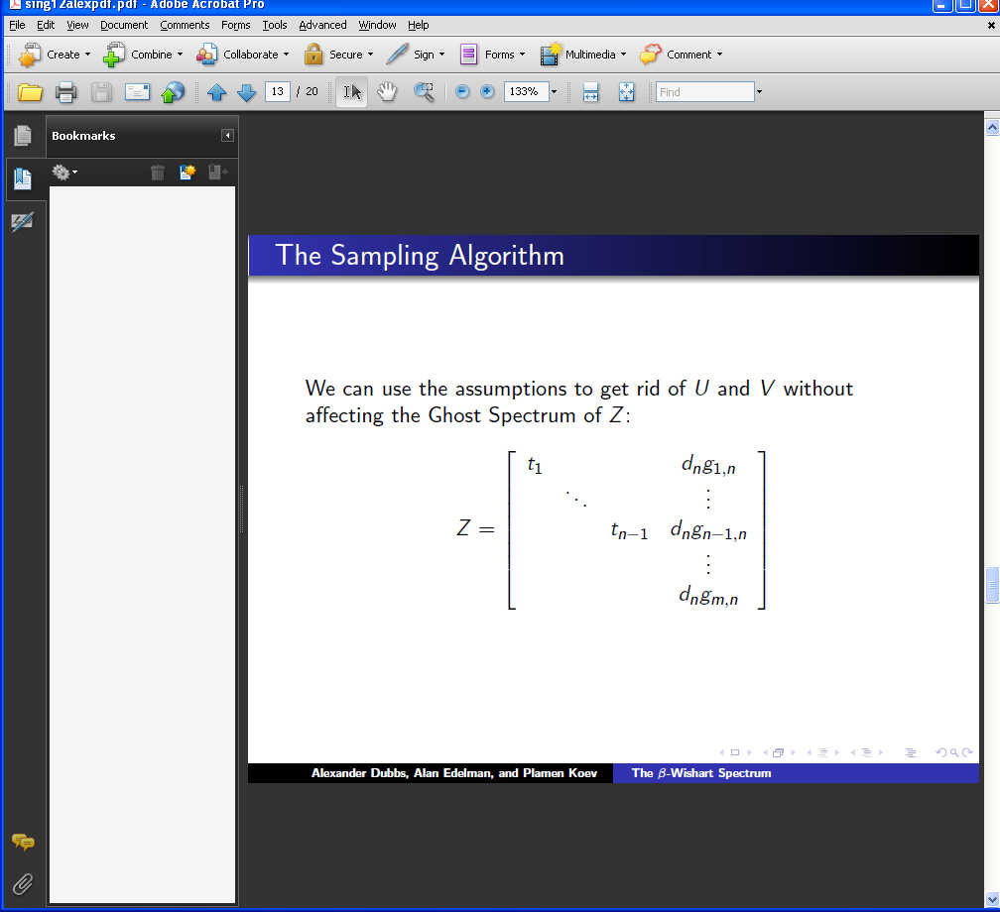 sing12alexpdf.pdf - Adobe Acrobat Pro
File Edit View Document Comments Forms Tools Advanced Window Help
Create Combine Collaborate Secure Sign Forms Multimedia Comment
13 / 20 133% Find
Bookmarks
The Sampling Algorithm
We can use the assumptions to get rid of U and V without
affecting the Ghost Spectrum of Z:
t₁ dₙg₁,ₙ
⋱ ⋮
Z = tₙ₋₁ dₙgₙ₋₁,ₙ
⋮
dₙgₘ,ₙ
Alexander Dubbs, Alan Edelman, and Plamen Koev The β-Wishart Spectrum